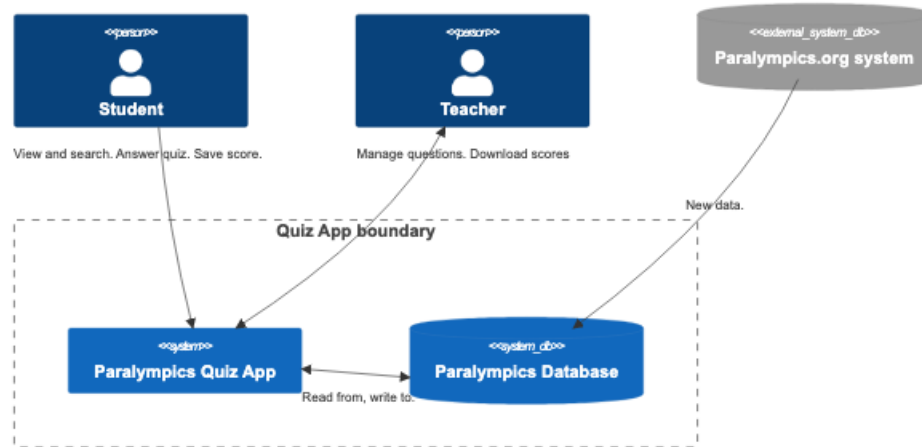 <<person>>
Student
<<person>>
Teacher
<<external_system_db>>
Paralympics.org system
View and search. Answer quiz. Save score.
Manage questions. Download scores
New data.
Quiz App boundary
<<system>>
Paralympics Quiz App
<<system_db>>
Paralympics Database
Read from, write to.